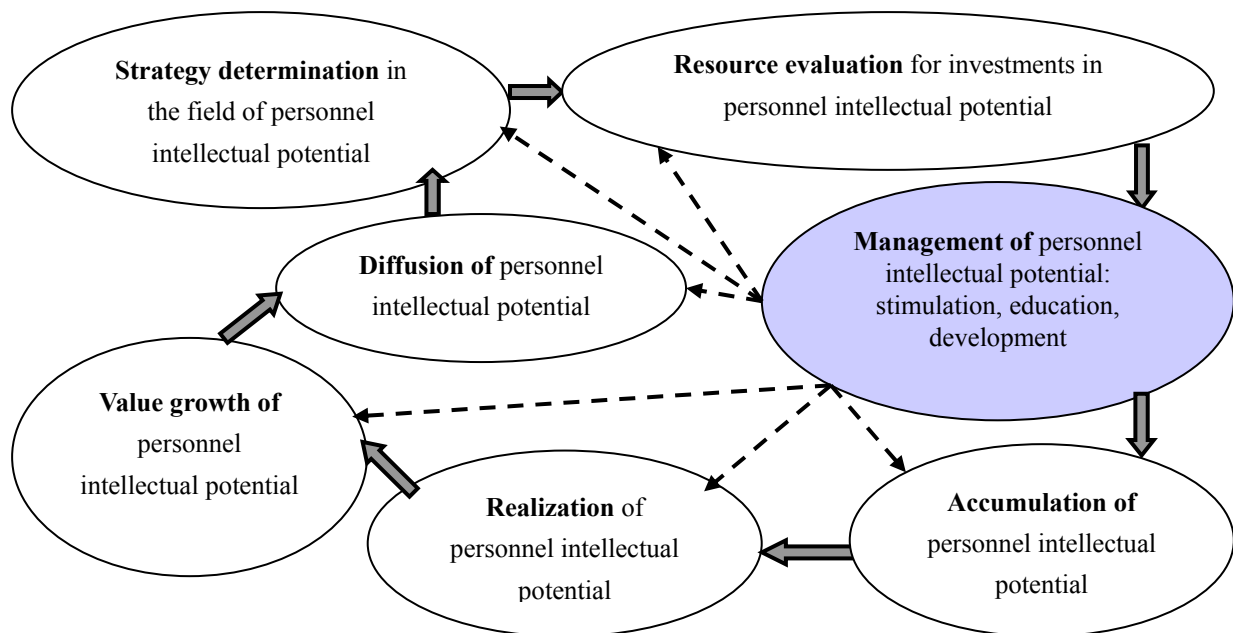 Strategy determination in
the field of personnel
intellectual potential
Resource evaluation for investments in
personnel intellectual potential
Management of personnel
intellectual potential:
stimulation, education,
development
Diffusion of personnel
intellectual potential
Value growth of
personnel
intellectual potential
Realization of
personnel intellectual
potential
Accumulation of
personnel intellectual
potential